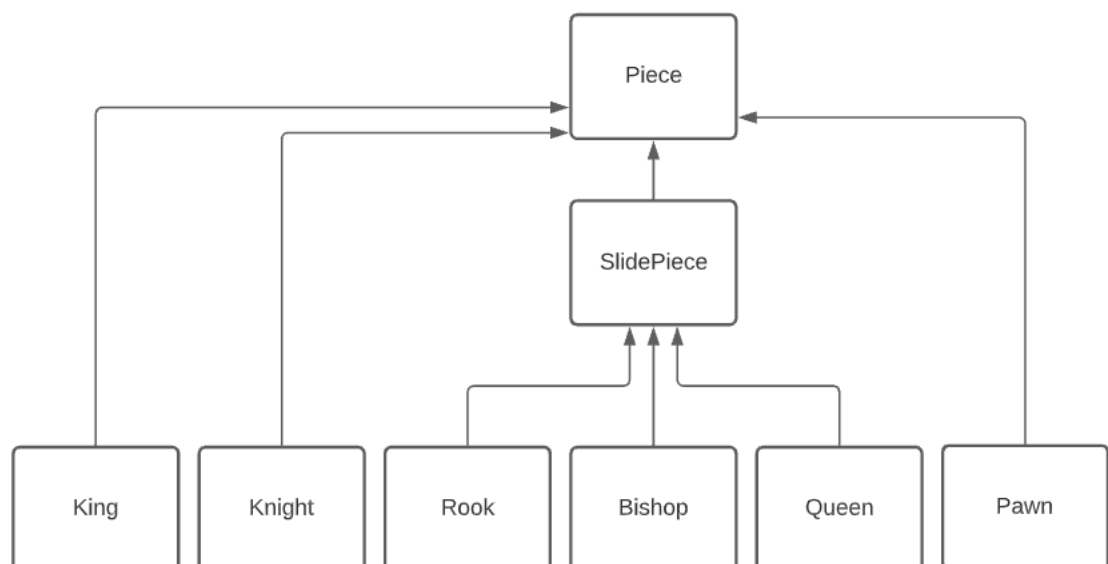 Piece
SlidePiece
King
Knight
Rook
Bishop
Queen
Pawn